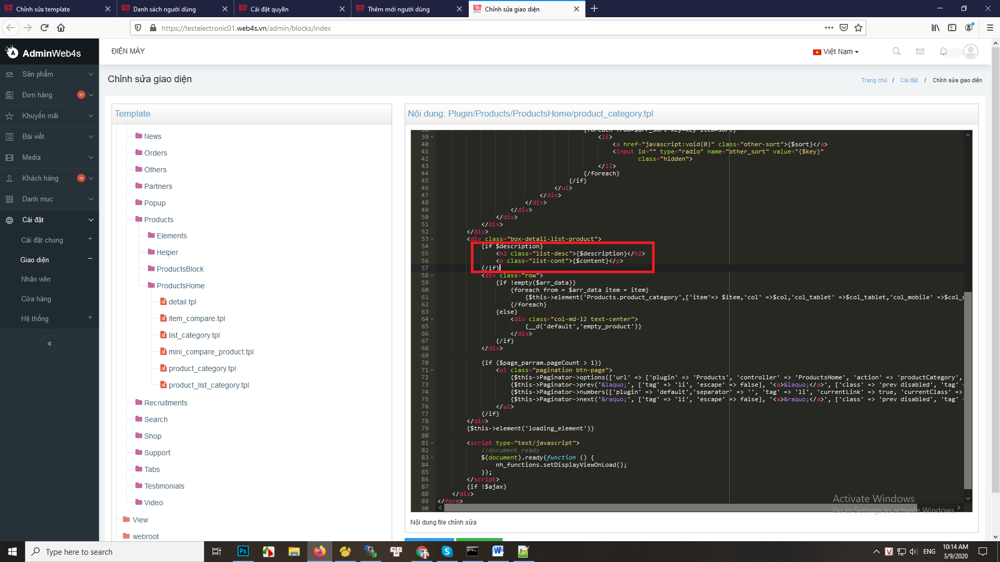 Chỉnh sửa template
Danh sách người dùng
Cài đặt quyền
Thêm mới người dùng
Chỉnh sửa giao diện
https://testelectronic01.web4s.vn/admin/blocks/index
AdminWeb4s
ĐIỆN MÁY
Việt Nam
Sản phẩm
Đơn hàng 37
Khuyến mãi
Bài viết
Media
Khách hàng 10
Danh mục
Cài đặt
Cài đặt chung
Giao diện
Nhân viên
Cửa hàng
Hệ thống
Chỉnh sửa giao diện
Trang chủ / Cài đặt / Chỉnh sửa giao diện
Template
News
Orders
Others
Partners
Popup
Products
Elements
Helper
ProductsBlock
ProductsHome
detail.tpl
item_compare.tpl
list_category.tpl
mini_compare_product.tpl
product_category.tpl
product_list_category.tpl
Recruitments
Search
Shop
Support
Tabs
Testimonials
Video
View
webroot
Nội dung: Plugin/Products/ProductsHome/product_category.tpl
38 {foreach from=$arr_sort key=key item=sort}
39 <li>
40 <a href="javascript:void(0)" class="other-sort">{$sort}</a>
41 <input id="" type="radio" name="other_sort" value="{$key}"
42 class="hidden">
43 </li>
44 {/foreach}
45 {/if}
46 </ul>
47 </div>
48 </div>
49 </div>
50 </div>
51 </div>
52 </div>
53 <div class="box-detail-list-product">
54 {if $description}
55 <h2 class="list-desc">{$description}</h2>
56 <p class="list-cont">{$content}</p>
57 {/if}
58 <div class="row">
59 {if !empty($arr_data)}
60 {foreach from = $arr_data item = item}
61 {$this->element('Products.product_category',['item'=> $item,'col' =>$col,'col_tablet' =>$col_tablet,'col_mobile' =>$col_
62 {/foreach}
63 {else}
64 <div class="col-md-12 text-center">
65 {__d('default','empty_product')}
66 </div>
67 {/if}
68 </div>
69
70 {if ($page_parram.pageCount > 1)}
71 <ul class="pagination btn-page">
72 {$this->Paginator->options(['url' => ['plugin' => 'Products', 'controller' => 'ProductsHome', 'action' => 'productCategory',
73 {$this->Paginator->prev('&laquo;', ['tag' => 'li', 'escape' => false], '<a>&laquo;</a>', ['class' => 'prev disabled', 'tag' =
74 {$this->Paginator->numbers(['plugin' => 'default','separator' => '', 'tag' => 'li', 'currentLink' => true, 'currentClass' =>
75 {$this->Paginator->next('&raquo;', ['tag' => 'li', 'escape' => false], '<a>&raquo;</a>', ['class' => 'prev disabled', 'tag' =
76 </ul>
77 {/if}
78 </div>
79 {$this->element('loading_element')}
80
81 <script type="text/javascript">
82 //document ready
83 $(document).ready(function () {
84 nh_functions.setDisplayViewOnLoad();
85 });
86 </script>
87 {if !$ajax}
88 </div>
89 </form>
90
Nội dung file chỉnh sửa
Activate Windows
Go to Settings to activate Windows.
Type here to search
ENG
10:14 AM
3/9/2020